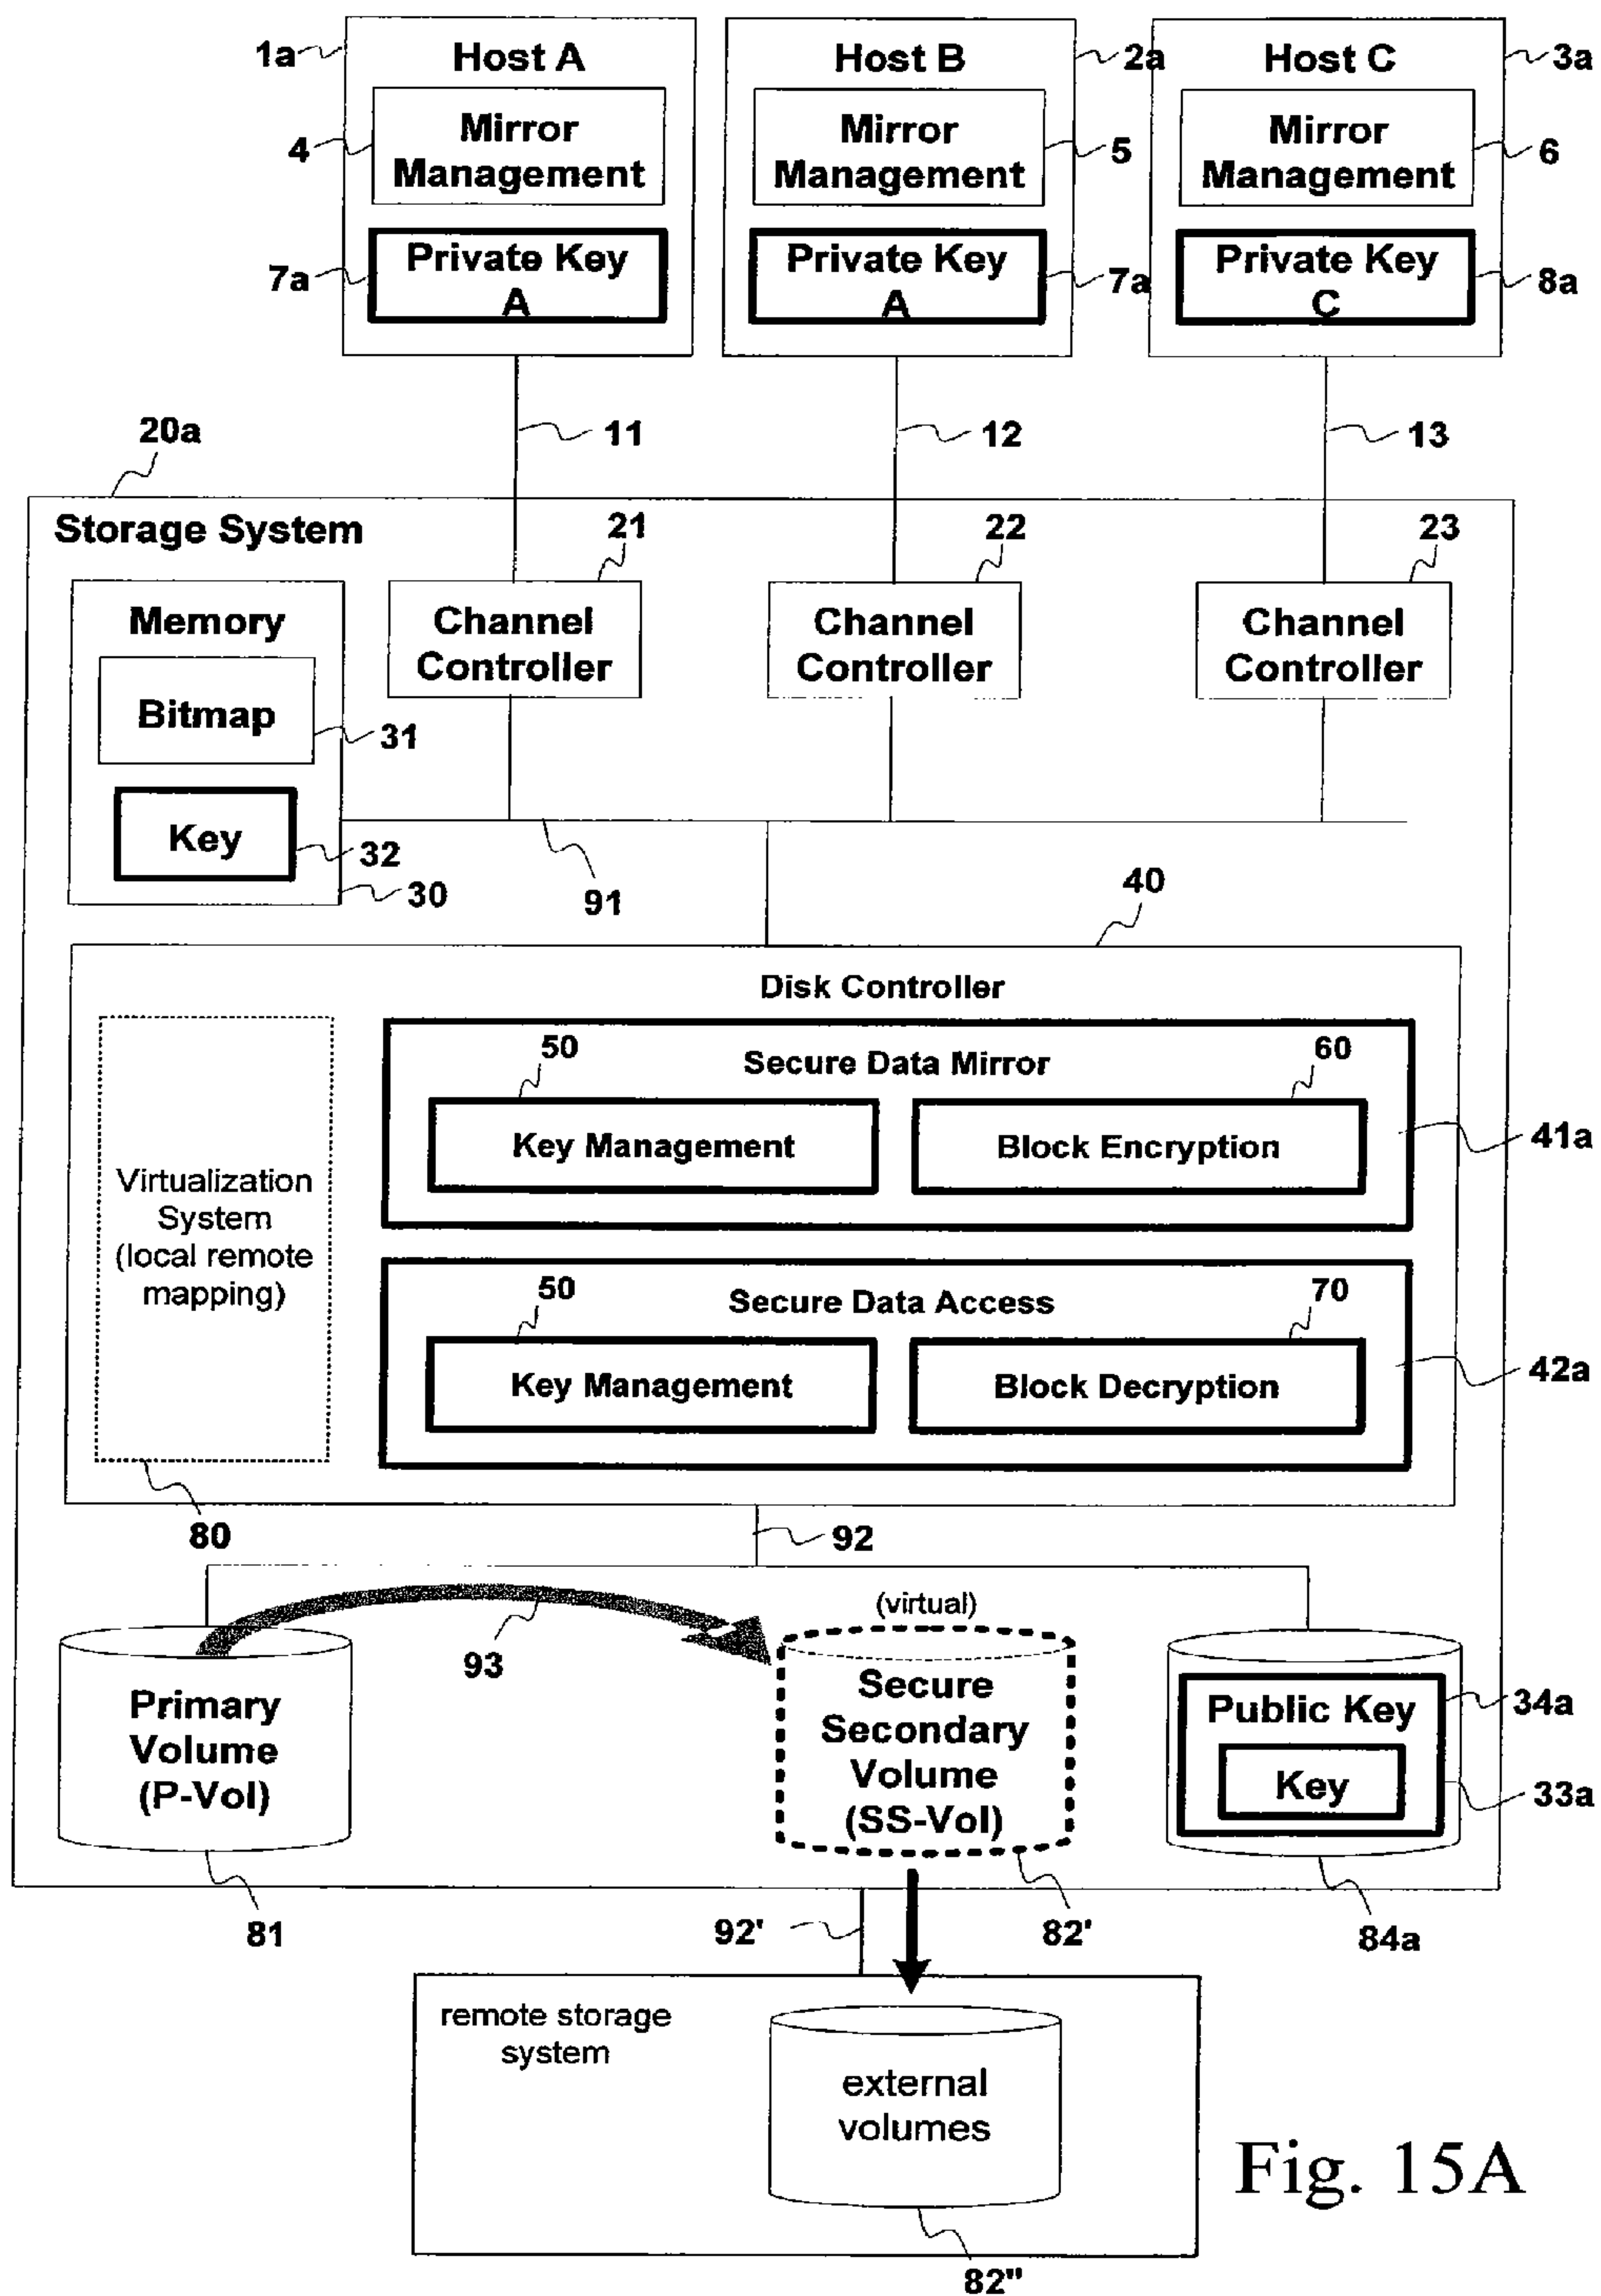 1a
Host A
Host B
2a
Host C
3a
4
Mirror
Management
Mirror
Management
5
Mirror
Management
6
7a
Private Key
A
Private Key
A
7a
Private Key
C
8a
20a
11
12
13
Storage System
21
22
23
Memory
Channel
Controller
Channel
Controller
Channel
Controller
Bitmap
31
Key
32
30
91
40
Disk Controller
50
Secure Data Mirror
60
Key Management
Block Encryption
41a
Virtualization
System
(local remote
mapping)
50
Secure Data Access
70
Key Management
Block Decryption
42a
80
92
(virtual)
93
Primary
Volume
(P-Vol)
Secure
Secondary
Volume
(SS-Vol)
Public Key
34a
Key
33a
81
92'
82'
84a
remote storage
system
external
volumes
82"
Fig. 15A